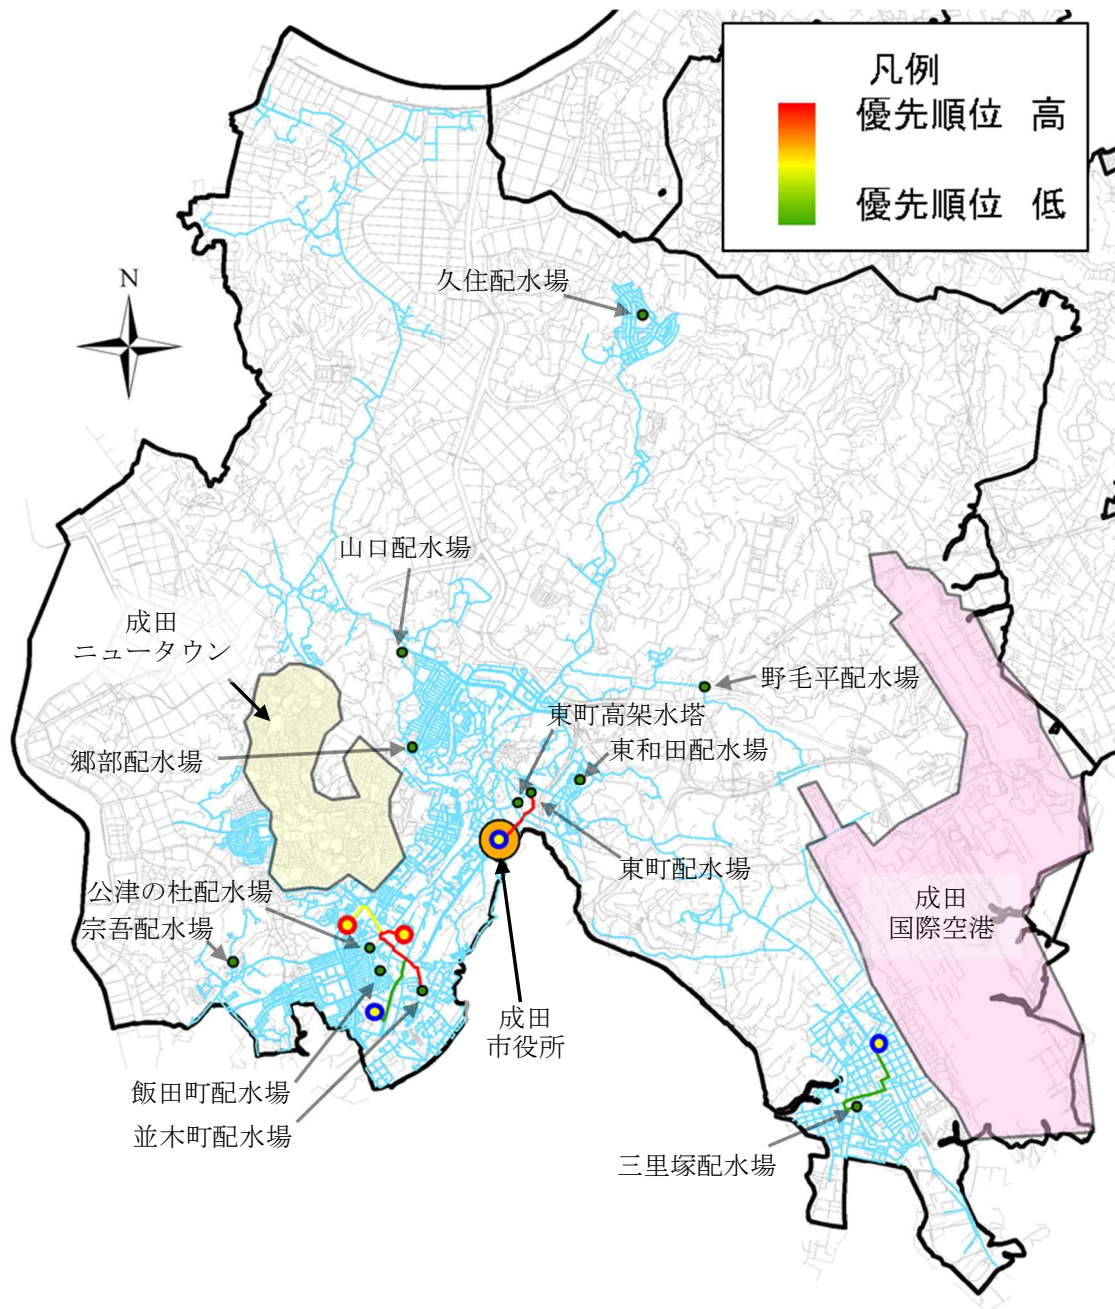 凡例
優先順位 高
優先順位 低
N
久住配水場
山口配水場
成田
ニュータウン
野毛平配水場
東町高架水塔
東和田配水場
郷部配水場
東町配水場
公津の杜配水場
宗吾配水場
成田
国際空港
成田
市役所
飯田町配水場
並木町配水場
三里塚配水場